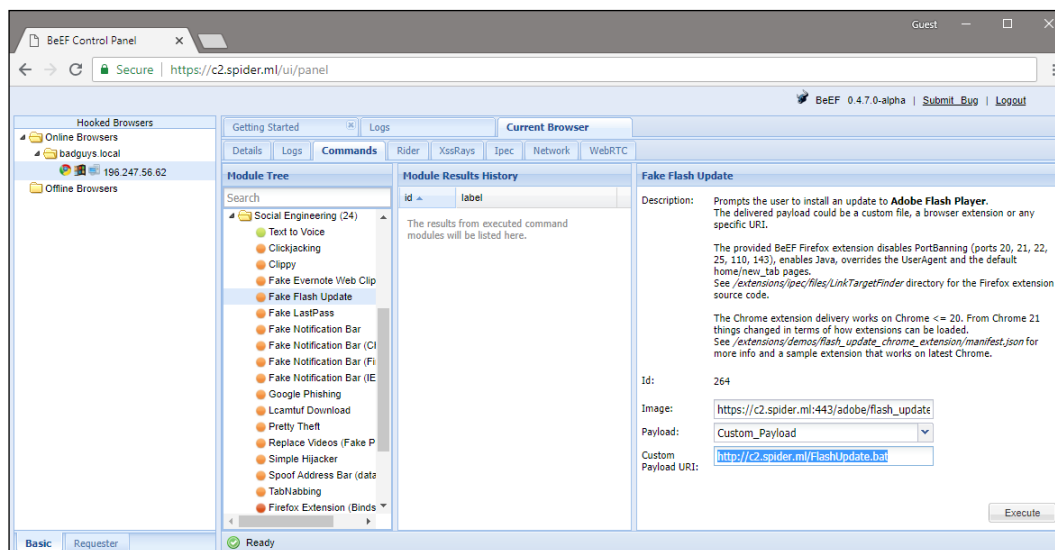 Guest
BeEF Control Panel
Secure | https://c2.spider.ml/ui/panel
BeEF 0.4.7.0-alpha | Submit Bug | Logout
Hooked Browsers
Online Browsers
badguys.local
196.247.56.62
Offline Browsers
Basic Requester
Getting Started Logs Current Browser
Details Logs Commands Rider XssRays Ipec Network WebRTC
Module Tree
Search
Social Engineering (24)
Text to Voice
Clickjacking
Clippy
Fake Evernote Web Clip
Fake Flash Update
Fake LastPass
Fake Notification Bar
Fake Notification Bar (Cl
Fake Notification Bar (Fi
Fake Notification Bar (IE
Google Phishing
Lcamtuf Download
Pretty Theft
Replace Videos (Fake P
Simple Hijacker
Spoof Address Bar (data
TabNabbing
Firefox Extension (Binds
Module Results History
id label
The results from executed command
modules will be listed here.
Fake Flash Update
Description: Prompts the user to install an update to Adobe Flash Player.
The delivered payload could be a custom file, a browser extension or any
specific URI.
The provided BeEF Firefox extension disables PortBanning (ports 20, 21, 22,
25, 110, 143), enables Java, overrides the UserAgent and the default
home/new_tab pages.
See /extensions/ipec/files/LinkTargetFinder directory for the Firefox extension
source code.
The Chrome extension delivery works on Chrome <= 20. From Chrome 21
things changed in terms of how extensions can be loaded.
See /extensions/demos/flash_update_chrome_extension/manifest.json for
more info and a sample extension that works on latest Chrome.
Id: 264
Image: https://c2.spider.ml:443/adobe/flash_update
Payload: Custom_Payload
Custom
Payload URI: http://c2.spider.ml/FlashUpdate.bat
Execute
Ready